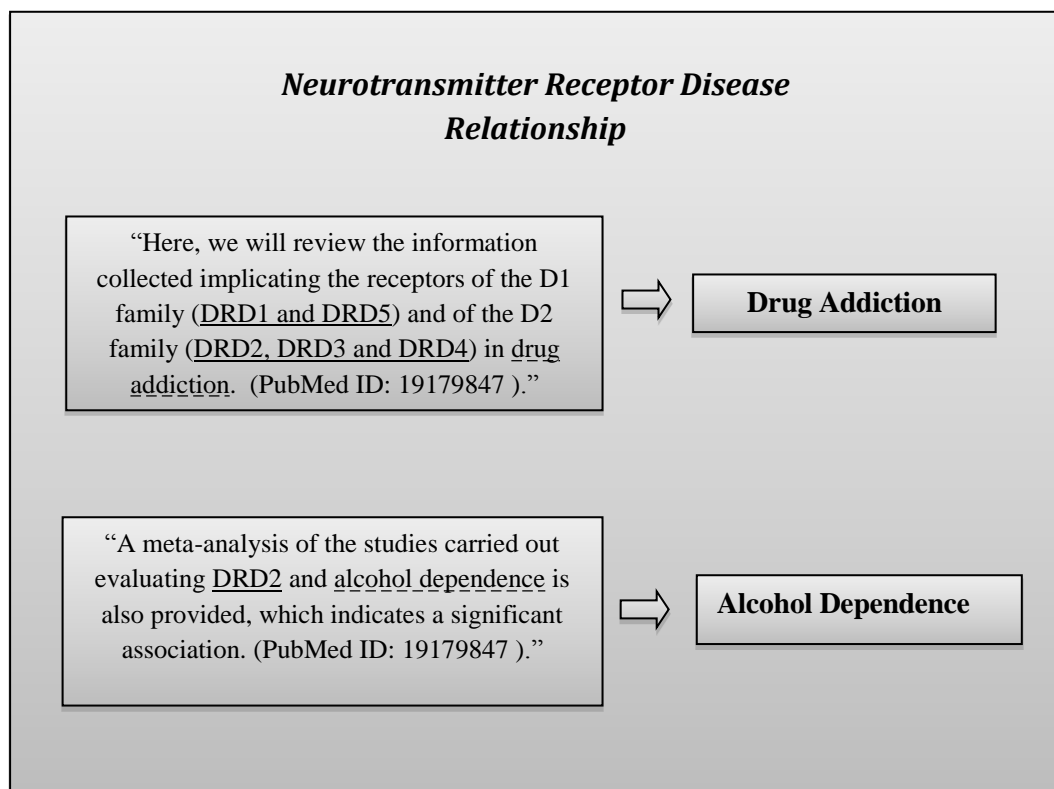 Neurotransmitter Receptor Disease
Relationship
“Here, we will review the information
collected implicating the receptors of the D1
family (DRD1 and DRD5) and of the D2
family (DRD2, DRD3 and DRD4) in drug
addiction.  (PubMed ID: 19179847 ).”
Drug Addiction
“A meta-analysis of the studies carried out
evaluating DRD2 and alcohol dependence is
also provided, which indicates a significant
association. (PubMed ID: 19179847 ).”
Alcohol Dependence